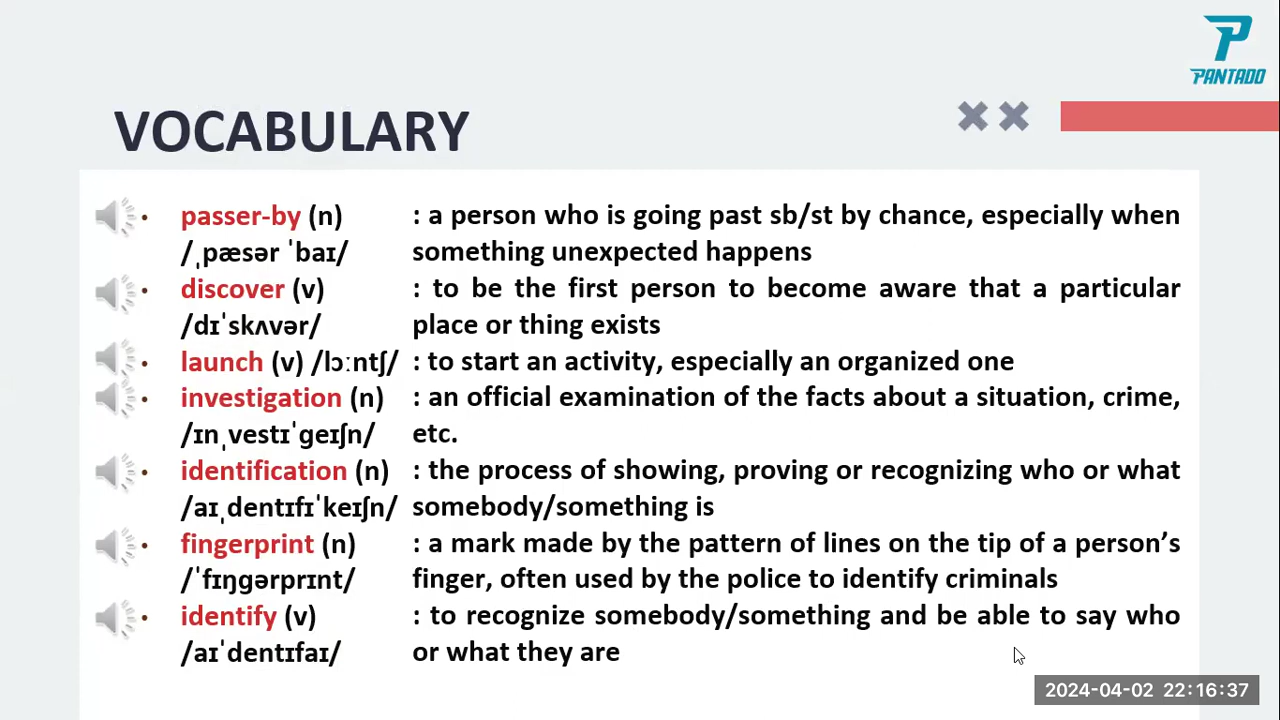 PANTADO
VOCABULARY
• passer-by (n) : a person who is going past sb/st by chance, especially when
/ˌpæsər ˈbaɪ/ something unexpected happens
• discover (v) : to be the first person to become aware that a particular
/dɪˈskʌvər/ place or thing exists
• launch (v) /lɔːntʃ/ : to start an activity, especially an organized one
• investigation (n) : an official examination of the facts about a situation, crime,
/ɪnˌvestɪˈɡeɪʃn/ etc.
• identification (n) : the process of showing, proving or recognizing who or what
/aɪˌdentɪfɪˈkeɪʃn/ somebody/something is
• fingerprint (n) : a mark made by the pattern of lines on the tip of a person’s
/ˈfɪŋɡərprɪnt/ finger, often used by the police to identify criminals
• identify (v) : to recognize somebody/something and be able to say who
/aɪˈdentɪfaɪ/ or what they are
2024-04-02 22:16:37